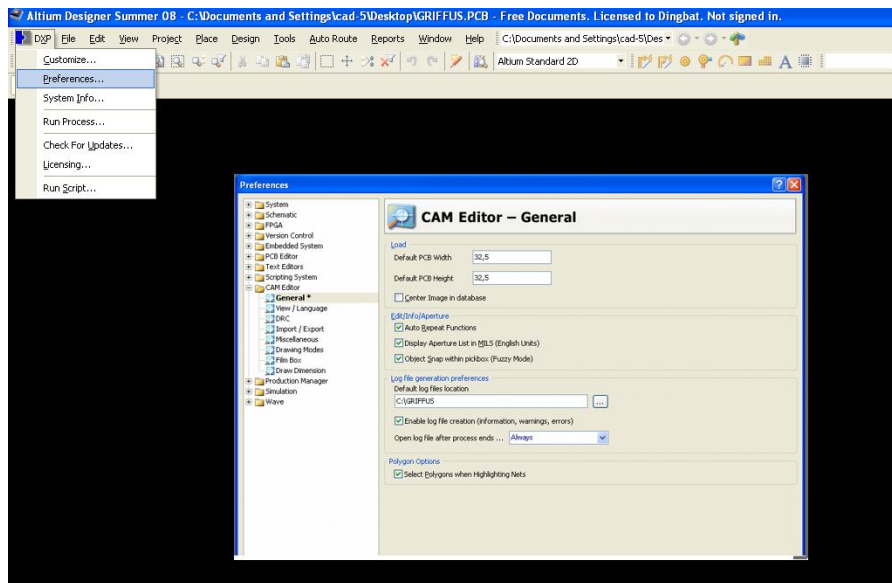 Altium Designer Summer 08 - C:\Documents and Settings\cad-5\Desktop\GRIFFUS.PCB - Free Documents. Licensed to Dingbat. Not signed in.
DXP File Edit View Project Place Design Tools Auto Route Reports Window Help C:\Documents and Settings\cad-5\Des
Altium Standard 2D
Customize...
Preferences...
System Info...
Run Process...
Check For Updates...
Licensing...
Run Script...
Preferences
System
Schematic
FPGA
Version Control
Embedded System
PCB Editor
Text Editors
Scripting System
CAM Editor
General *
View / Language
DRC
Import / Export
Miscellaneous
Drawing Modes
Film Box
Draw Dimension
Production Manager
Simulation
Wave
CAM Editor – General
Load
Default PCB Width 32,5
Default PCB Height 32,5
Center Image in database
Edit/Info/Aperture
Auto Repeat Functions
Display Aperture List in MILS (English Units)
Object Snap within pickbox (Fuzzy Mode)
Log file generation preferences
Default log files location
C:\GRIFFUS ...
Enable log file creation (information, warnings, errors)
Open log file after process ends ... Always
Polygon Options
Select Polygons when Highlighting Nets